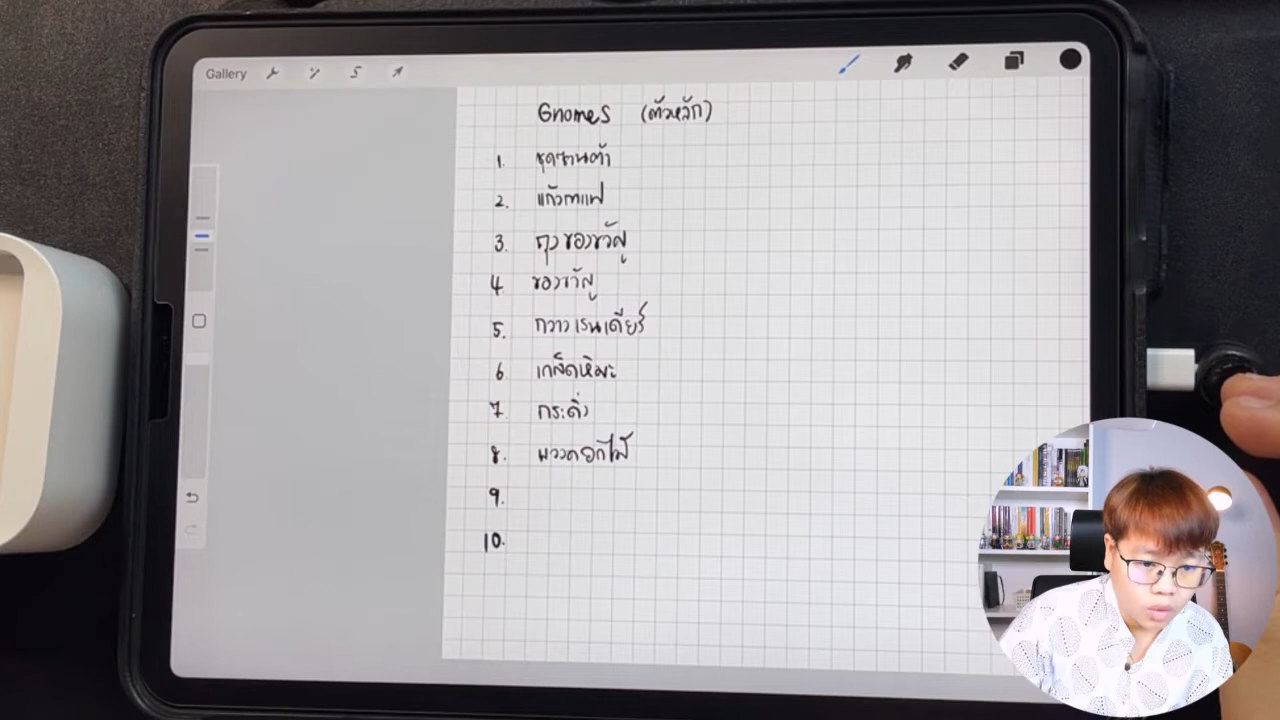 Gallery
Gnomes (ตัวหลัก)
1. ชุดซานต้า
2. แก้วกาแฟ
3. ถุงของขวัญ
4. ของขวัญ
5. กวางเรนเดียร์
6. เกล็ดหิมะ
7. กระดิ่ง
8. พวงดอกไม้
9.
10.